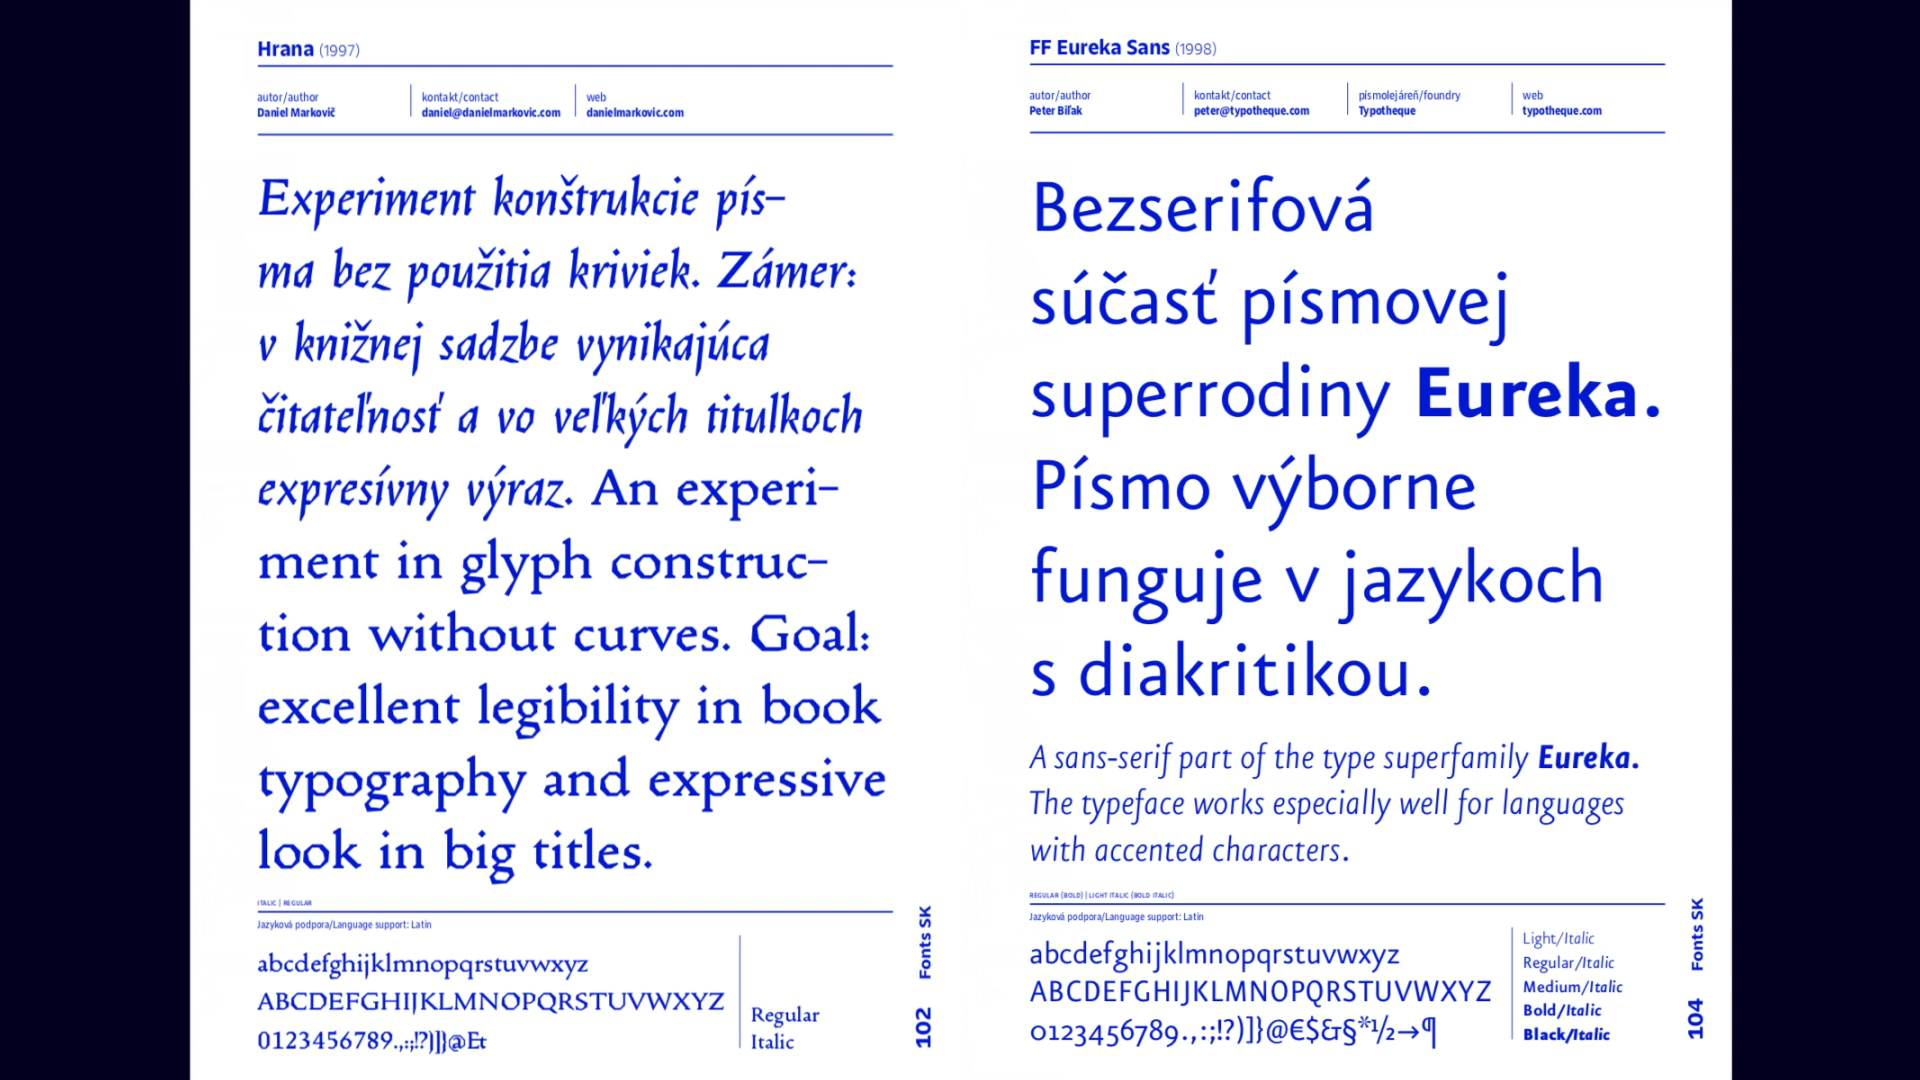 Hrana (1997)
autor/author
Daniel Markovič
kontakt/contact
daniel@danielmarkovic.com
web
danielmarkovic.com
Experiment konštrukcie pís-
ma bez použitia kriviek. Zámer:
v knižnej sadzbe vynikajúca
čitateľnosť a vo veľkých titulkoch
expresívny výraz. An experi-
ment in glyph construc-
tion without curves. Goal:
excellent legibility in book
typography and expressive
look in big titles.
ITALIC | REGULAR
Jazyková podpora/Language support: Latin
abcdefghijklmnopqrstuvwxyz
ABCDEFGHIJKLMNOPQRSTUVWXYZ
0123456789.,:;!?)]}@&
Regular
Italic
102 Fonts SK
FF Eureka Sans (1998)
autor/author
Peter Biľak
kontakt/contact
peter@typotheque.com
písmolejáreň/foundry
Typotheque
web
typotheque.com
Bezserifová
súčasť písmovej
superrodiny Eureka.
Písmo výborne
funguje v jazykoch
s diakritikou.
A sans-serif part of the type superfamily Eureka.
The typeface works especially well for languages
with accented characters.
REGULAR (BOLD) | LIGHT ITALIC (BOLD ITALIC)
Jazyková podpora/Language support: Latin
abcdefghijklmnopqrstuvwxyz
ABCDEFGHIJKLMNOPQRSTUVWXYZ
0123456789.,:;!?)]}@€$&§*½→¶
Light/Italic
Regular/Italic
Medium/Italic
Bold/Italic
Black/Italic
104 Fonts SK